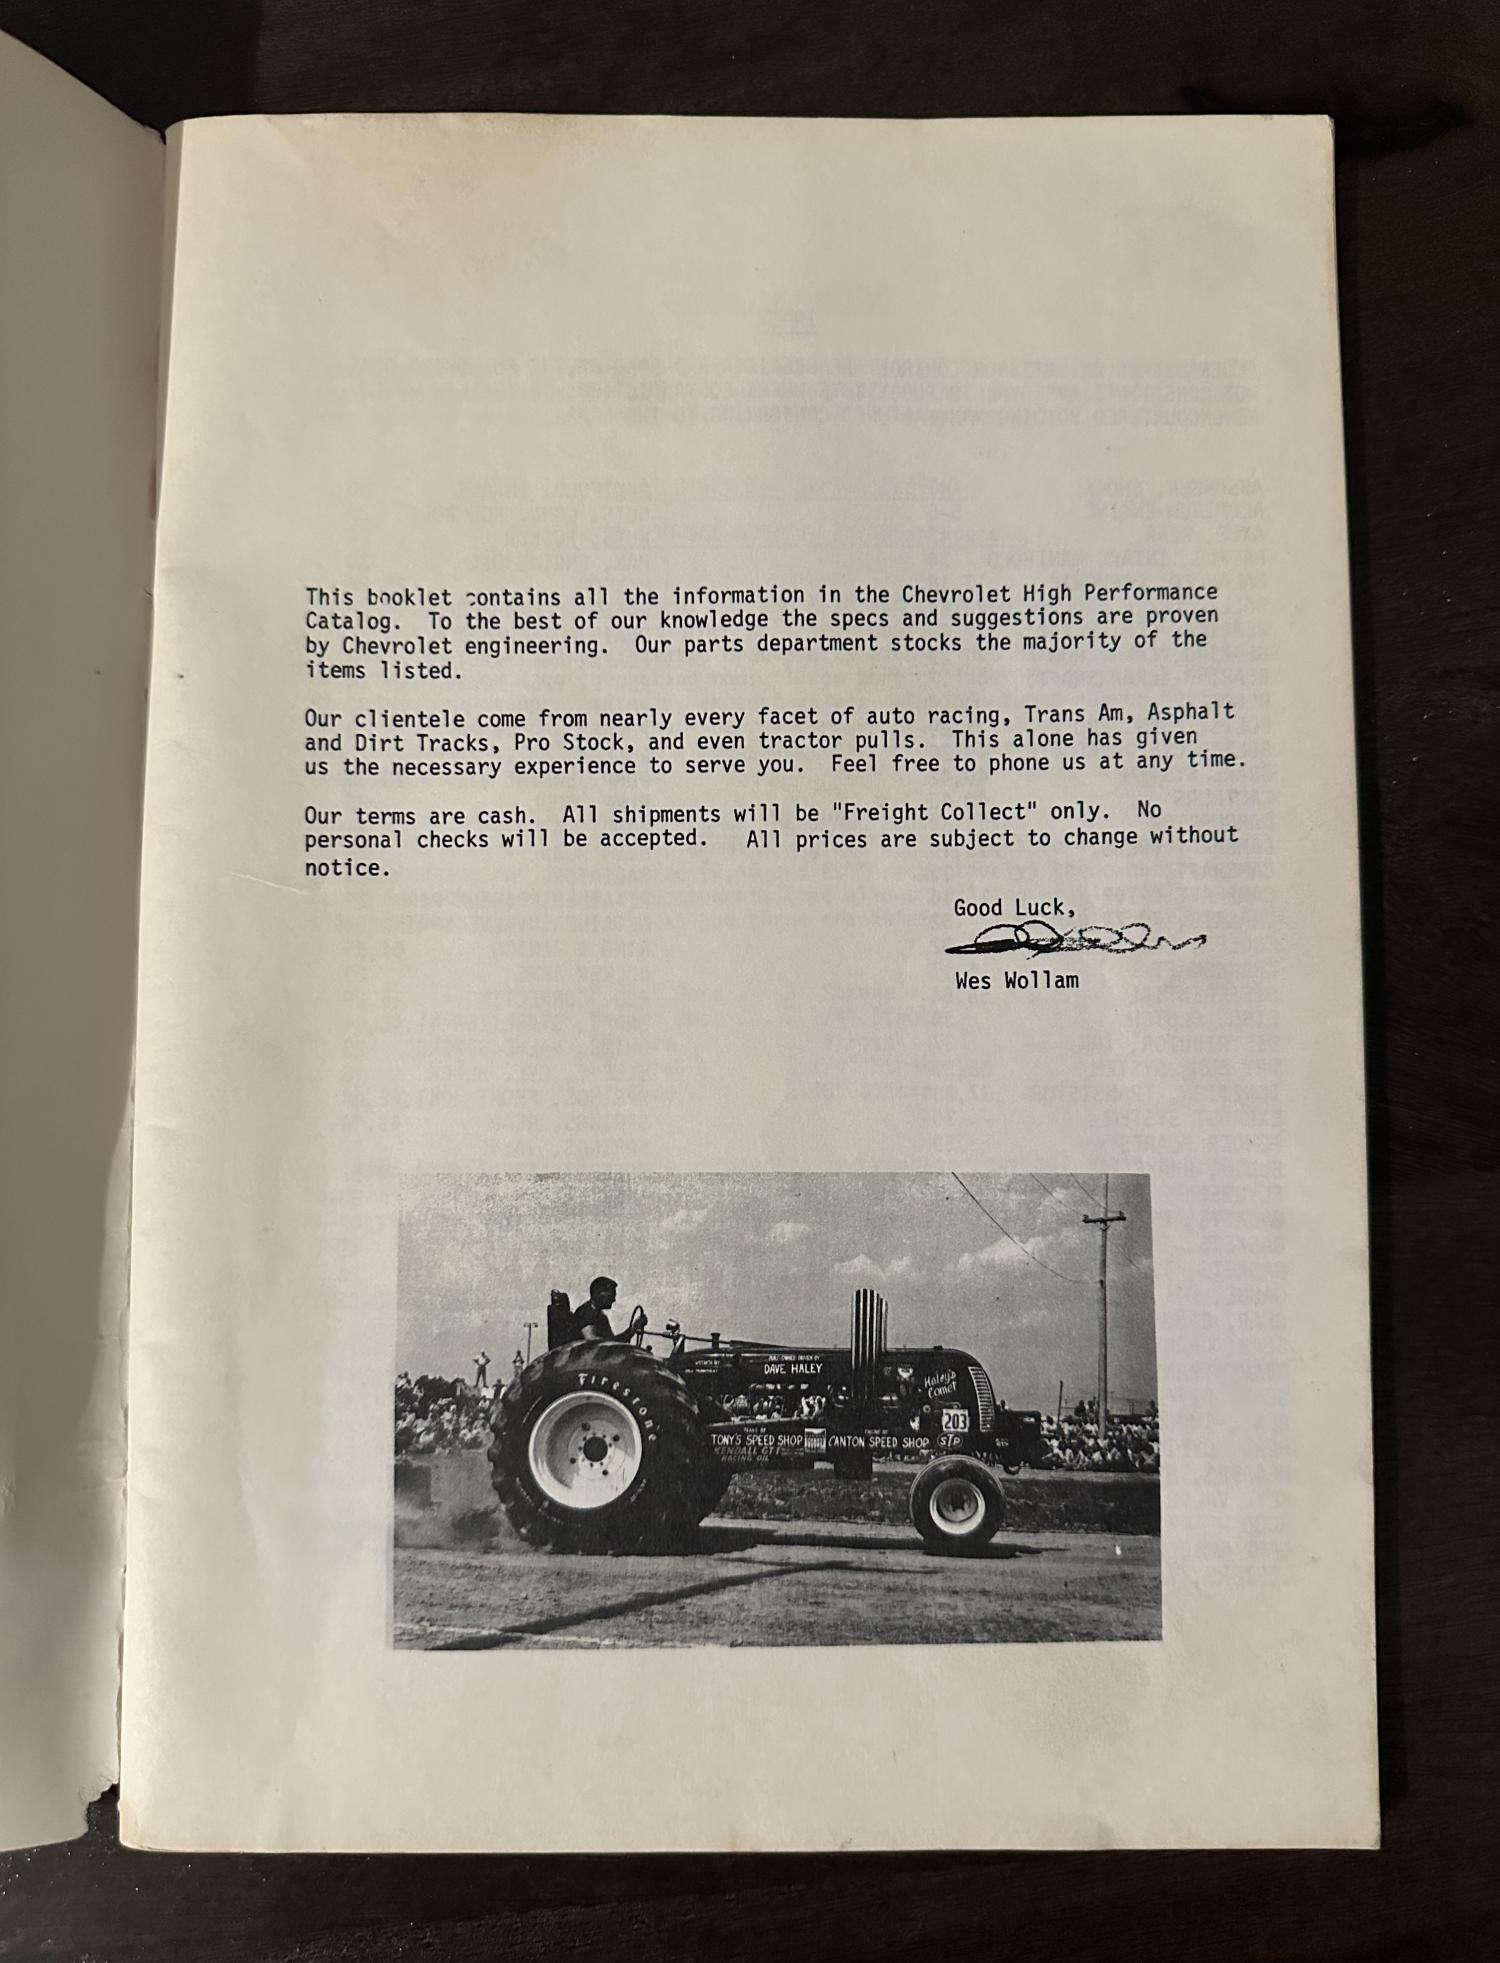 This booklet contains all the information in the Chevrolet High Performance
Catalog. To the best of our knowledge the specs and suggestions are proven
by Chevrolet engineering. Our parts department stocks the majority of the
items listed.
Our clientele come from nearly every facet of auto racing, Trans Am, Asphalt
and Dirt Tracks, Pro Stock, and even tractor pulls. This alone has given
us the necessary experience to serve you. Feel free to phone us at any time.
Our terms are cash. All shipments will be "Freight Collect" only. No
personal checks will be accepted. All prices are subject to change without
notice.
Good Luck,
Wes Wollam
DAVE HALEY
Firestone
Haley's
Comet
203
TONY'S SPEED SHOP
CANTON SPEED SHOP
STP
KENDALL GT1
RACING OIL